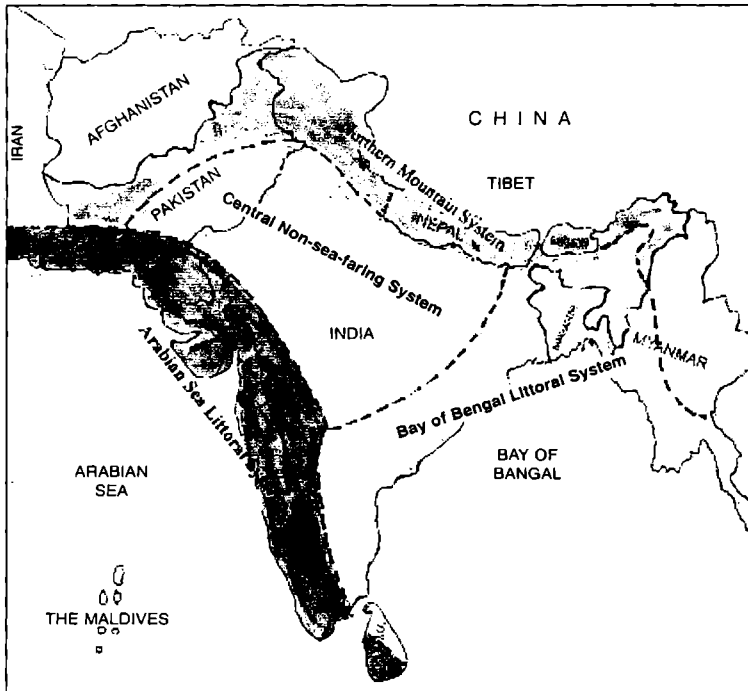 IRAN
AFGHANISTAN
CHINA
TIBET
PAKISTAN
Northern Mountain System
NEPAL
Central Non-sea-faring System
INDIA
MYANMAR
Bay of Bengal Littoral System
Arabian Sea Littoral
ARABIAN
SEA
BAY OF
BANGAL
THE MALDIVES